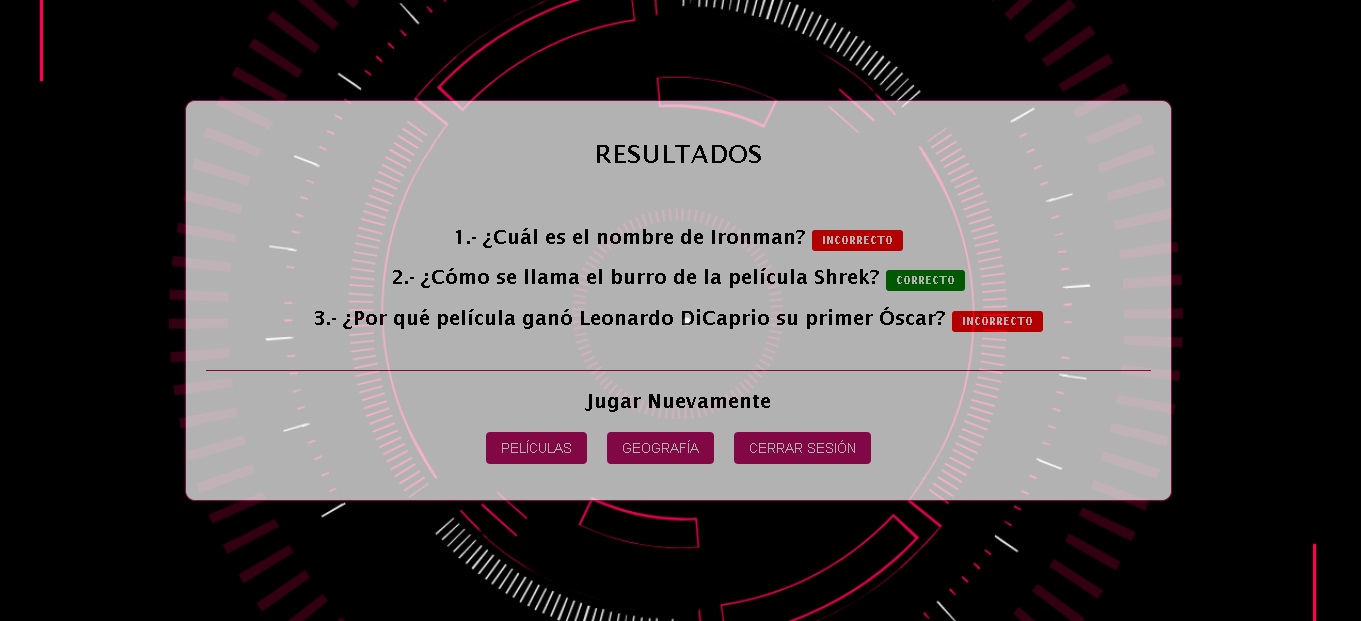 RESULTADOS
1.- ¿Cuál es el nombre de Ironman? INCORRECTO
2.- ¿Cómo se llama el burro de la película Shrek? CORRECTO
3.- ¿Por qué película ganó Leonardo DiCaprio su primer Óscar? INCORRECTO
Jugar Nuevamente
PELÍCULAS GEOGRAFÍA CERRAR SESIÓN